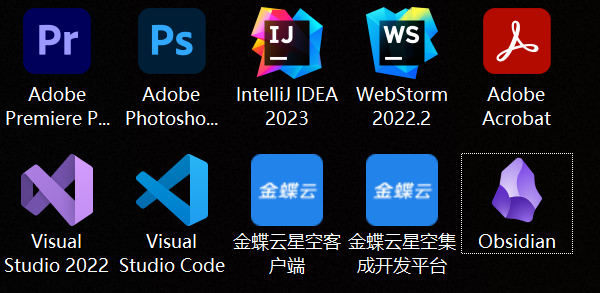 Pr
Ps
IJ
WS
Adobe
Premiere P...
Adobe
Photosho...
IntelliJ IDEA
2023
WebStorm
2022.2
Adobe
Acrobat
金蝶云
金蝶云
Visual
Studio 2022
Visual
Studio Code
金蝶云星空客
户端
金蝶云星空集
成开发平台
Obsidian